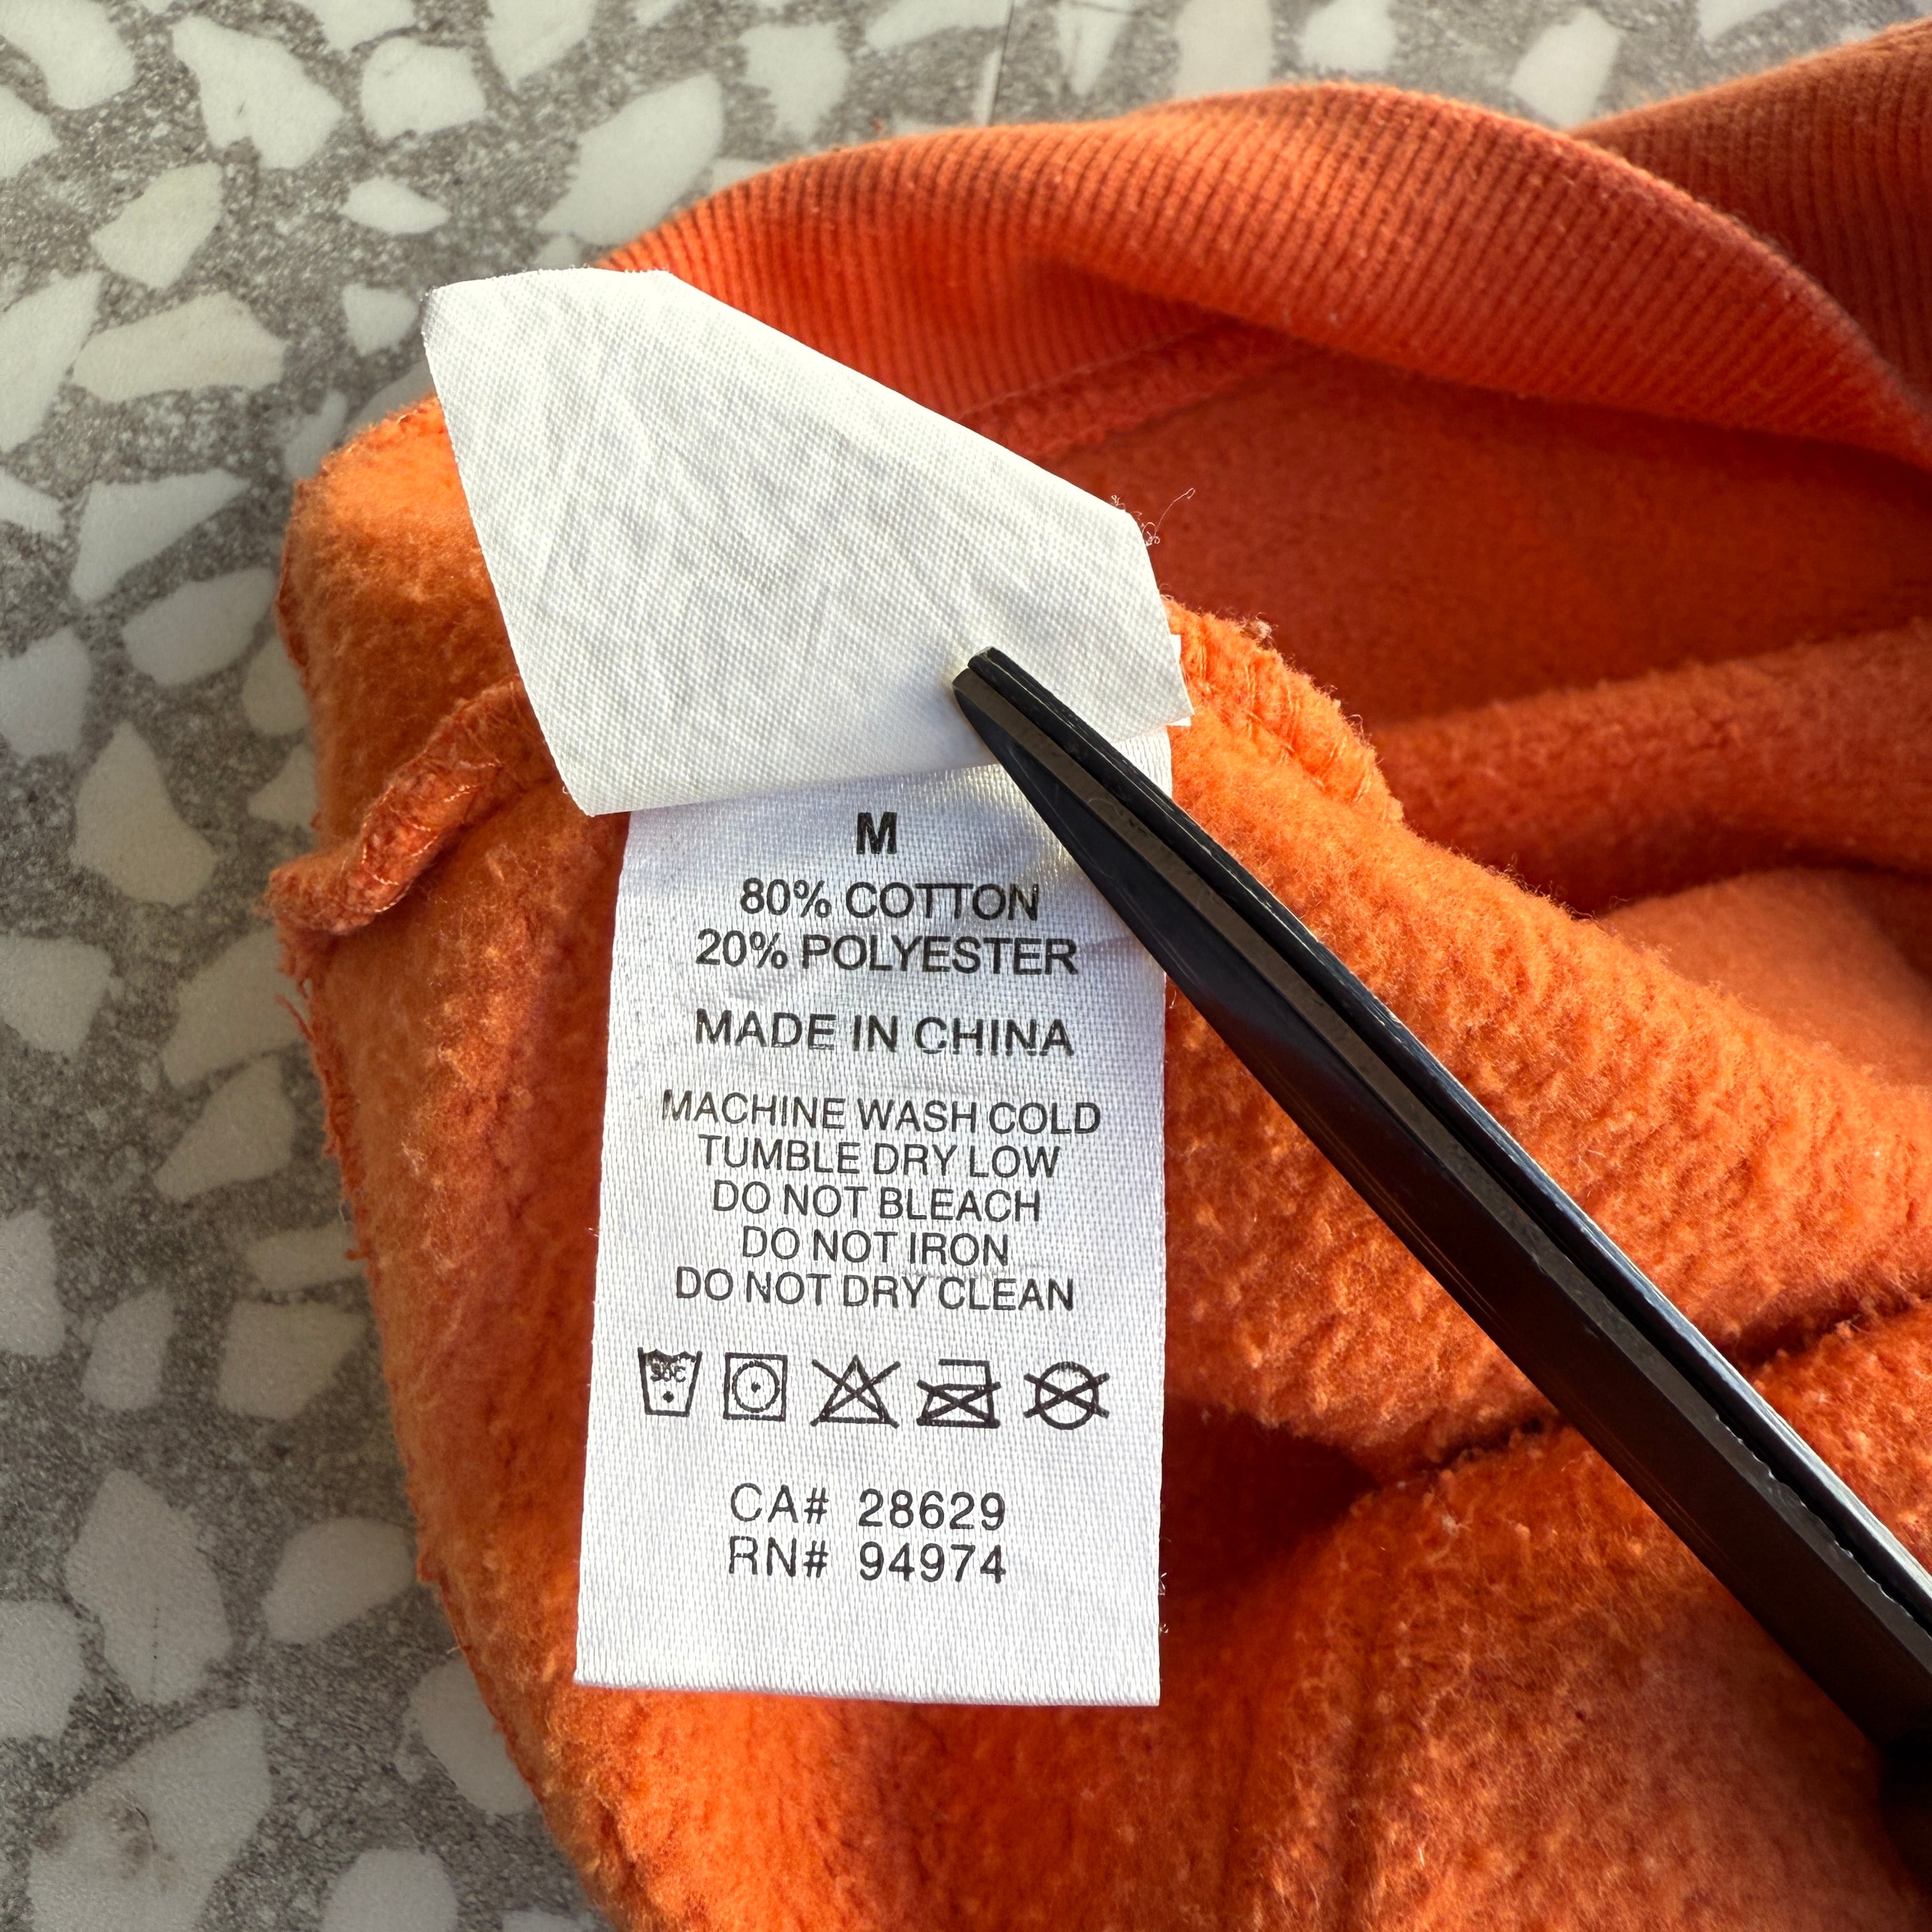 M
80% COTTON
20% POLYESTER
MADE IN CHINA
MACHINE WASH COLD
TUMBLE DRY LOW
DO NOT BLEACH
DO NOT IRON
DO NOT DRY CLEAN
CA# 28629
RN# 94974